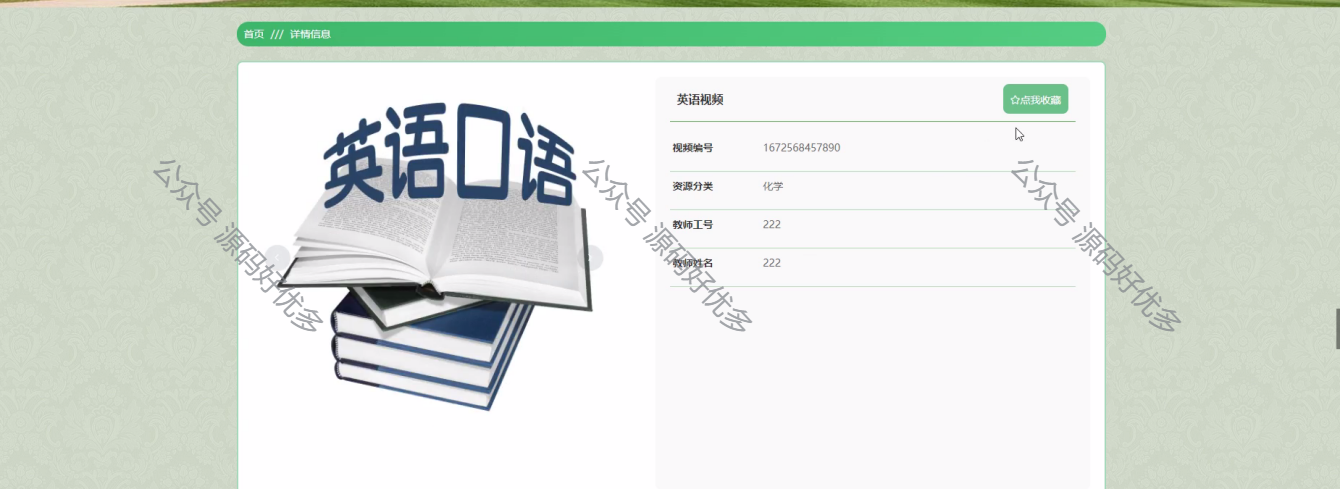 首页 /// 详情信息
英语口语
英语视频
☆点我收藏
视频编号 1672568457890
资源分类 化学
教师工号 222
教师姓名 222
公众号 源码好优多
公众号 源码好优多
公众号 源码好优多